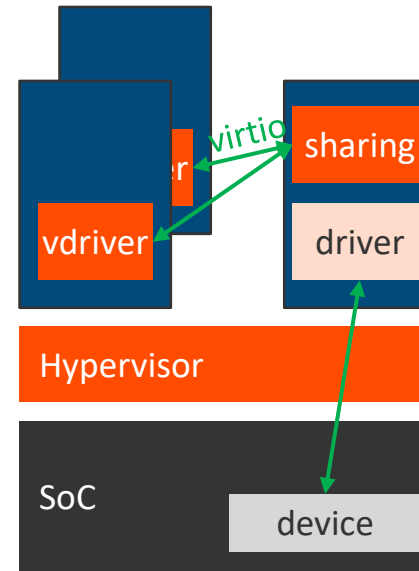 virtio
sharing
r
vdriver
driver
Hypervisor
SoC
device